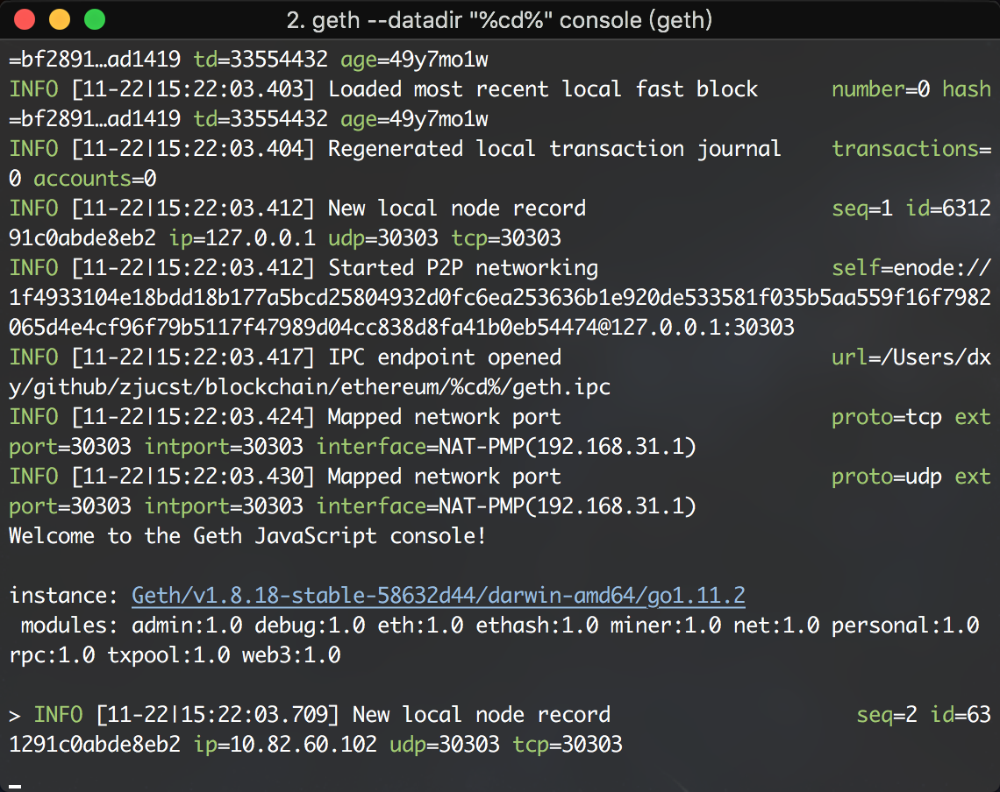 2. geth --datadir "%cd%" console (geth)
=bf2891…ad1419 td=33554432 age=49y7mo1w
INFO [11-22|15:22:03.403] Loaded most recent local fast block number=0 hash
=bf2891…ad1419 td=33554432 age=49y7mo1w
INFO [11-22|15:22:03.404] Regenerated local transaction journal transactions=
0 accounts=0
INFO [11-22|15:22:03.412] New local node record seq=1 id=6312
91c0abde8eb2 ip=127.0.0.1 udp=30303 tcp=30303
INFO [11-22|15:22:03.412] Started P2P networking self=enode://
1f4933104e18bdd18b177a5bcd25804932d0fc6ea253636b1e920de533581f035b5aa559f16f7982
065d4e4cf96f79b5117f47989d04cc838d8fa41b0eb54474@127.0.0.1:30303
INFO [11-22|15:22:03.417] IPC endpoint opened url=/Users/dx
y/github/zjucst/blockchain/ethereum/%cd%/geth.ipc
INFO [11-22|15:22:03.424] Mapped network port proto=tcp ext
port=30303 intport=30303 interface=NAT-PMP(192.168.31.1)
INFO [11-22|15:22:03.430] Mapped network port proto=udp ext
port=30303 intport=30303 interface=NAT-PMP(192.168.31.1)
Welcome to the Geth JavaScript console!
instance: Geth/v1.8.18-stable-58632d44/darwin-amd64/go1.11.2
modules: admin:1.0 debug:1.0 eth:1.0 ethash:1.0 miner:1.0 net:1.0 personal:1.0
rpc:1.0 txpool:1.0 web3:1.0
> INFO [11-22|15:22:03.709] New local node record seq=2 id=63
1291c0abde8eb2 ip=10.82.60.102 udp=30303 tcp=30303